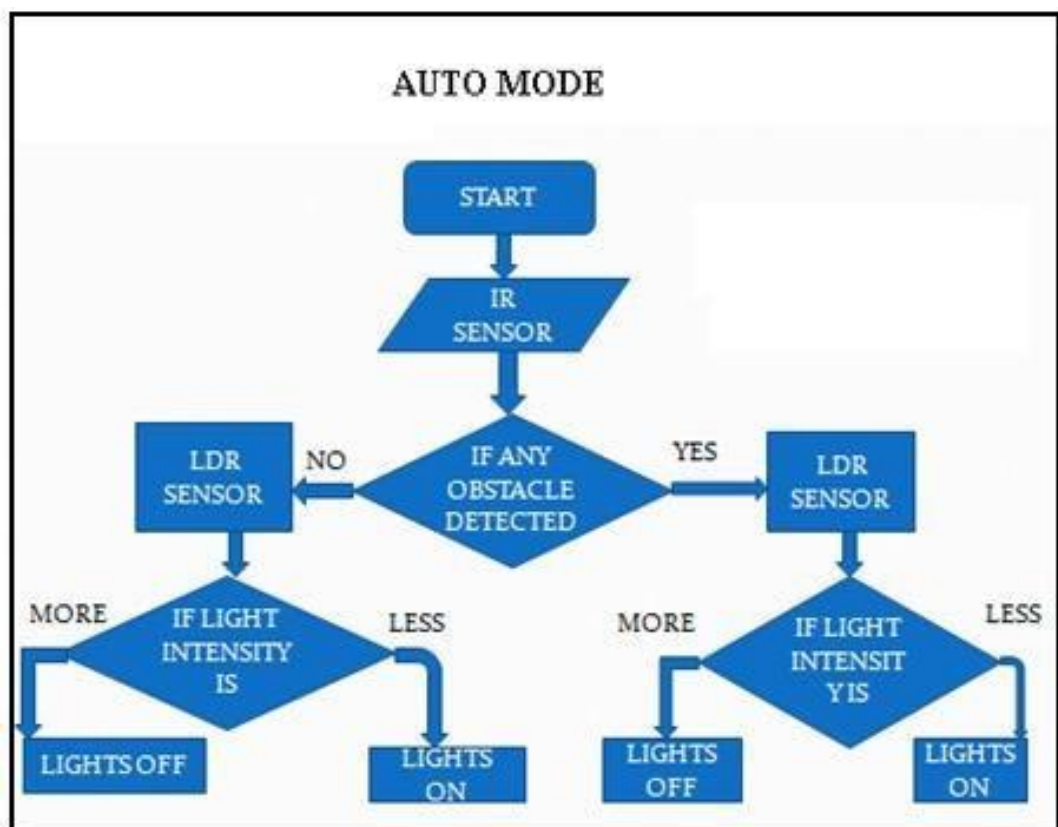 AUTO MODE
START
IR
SENSOR
IF ANY
OBSTACLE
DETECTED
NO
YES
LDR
SENSOR
LDR
SENSOR
IF LIGHT
INTENSITY
IS
MORE
LESS
IF LIGHT
INTENSIT
Y IS
MORE
LESS
LIGHTS OFF
LIGHTS
ON
LIGHTS
OFF
LIGHTS
ON